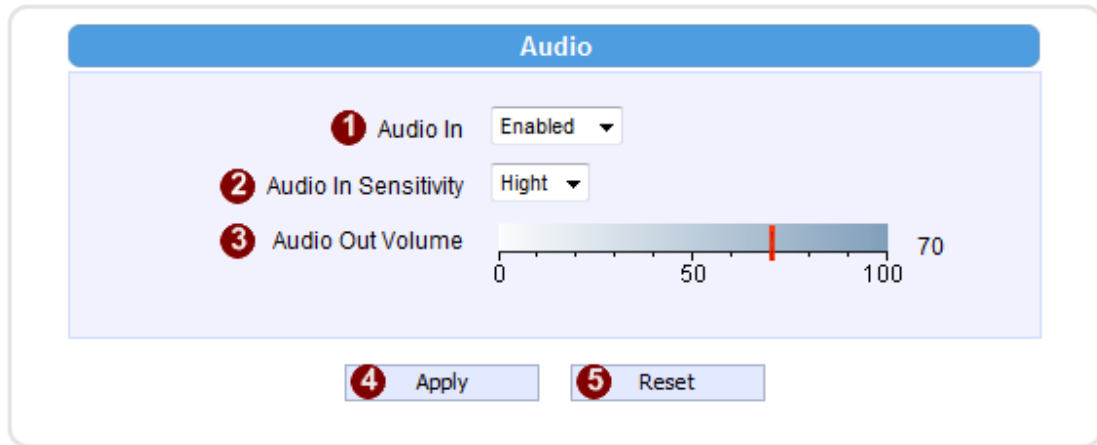 Audio
1 Audio In Enabled
2 Audio In Sensitivity Hight
3 Audio Out Volume 70
0 50 100
4 Apply 5 Reset